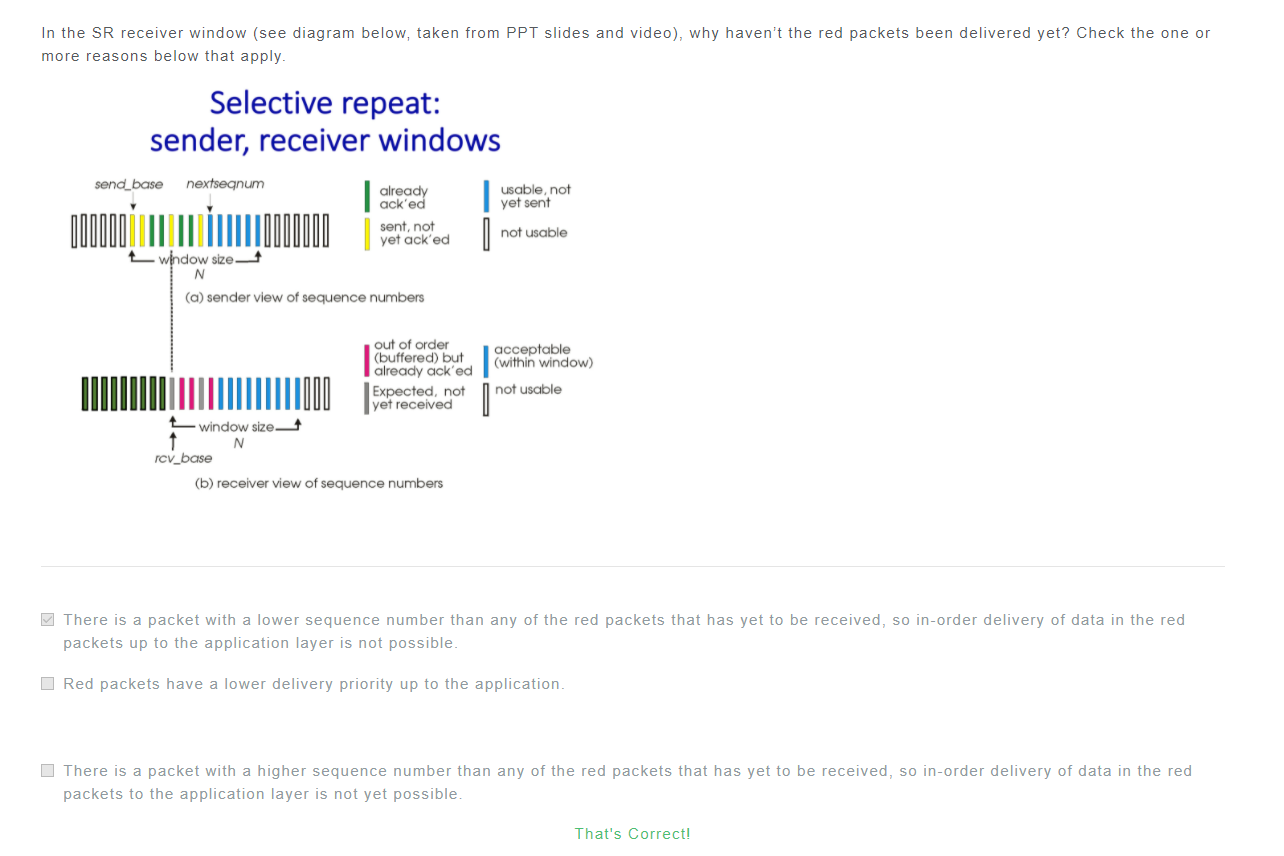 In the SR receiver window (see diagram below, taken from PPT slides and video), why haven't the red packets been delivered yet? Check the one or
more reasons below that apply.
Selective repeat:
sender, receiver windows
send_base nextseqnum
already
ack'ed
usable, not
yet sent
sent, not
yet ack'ed
not usable
window size
N
(a) sender view of sequence numbers
out of order
(buffered) but
already ack'ed
acceptable
(within window)
Expected, not
yet received
not usable
window size
N
rcv_base
(b) receiver view of sequence numbers
There is a packet with a lower sequence number than any of the red packets that has yet to be received, so in-order delivery of data in the red
packets up to the application layer is not possible.
Red packets have a lower delivery priority up to the application.
There is a packet with a higher sequence number than any of the red packets that has yet to be received, so in-order delivery of data in the red
packets to the application layer is not yet possible.
That's Correct!